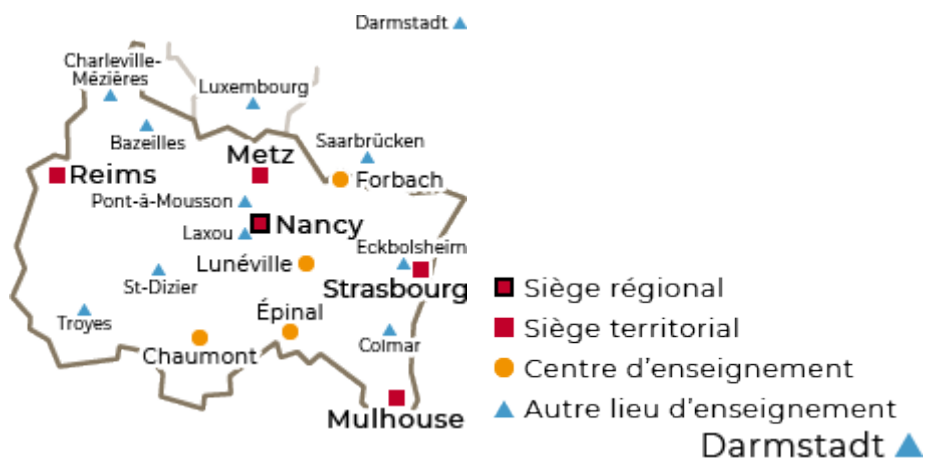 Darmstadt
Charleville-
Mézières
Luxembourg
Bazeilles
Saarbrücken
Metz
Reims
Forbach
Pont-à-Mousson
Nancy
Laxou
Eckbolsheim
Lunéville
St-Dizier
Strasbourg
Épinal
Troyes
Colmar
Chaumont
Mulhouse
Siège régional
Siège territorial
Centre d'enseignement
Autre lieu d'enseignement
Darmstadt